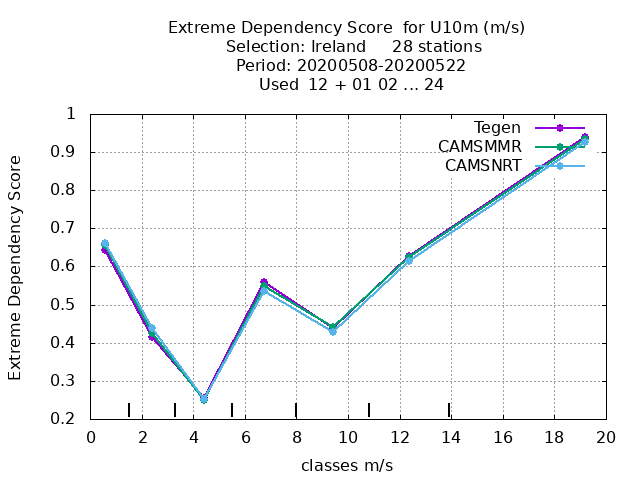 Extreme Dependency Score  for U10m (m/s)
Selection: Ireland     28 stations
Period: 20200508-20200522
Used  12 + 01 02 ... 24
Extreme Dependency Score
1
0.9
0.8
0.7
0.6
0.5
0.4
0.3
0.2
Tegen
CAMSMMR
CAMSNRT
0 2 4 6 8 10 12 14 16 18 20
classes m/s